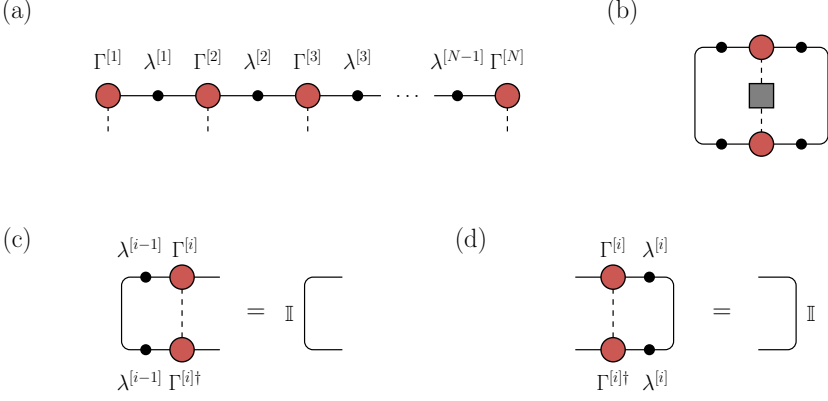 (a)
(b)
Γ[1] λ[1] Γ[2] λ[2] Γ[3] λ[3] λ[N−1] Γ[N]
...
(c)
(d)
λ[i−1] Γ[i]
Γ[i] λ[i]
= 𝕀
= 𝕀
λ[i−1] Γ[i]†
Γ[i]† λ[i]